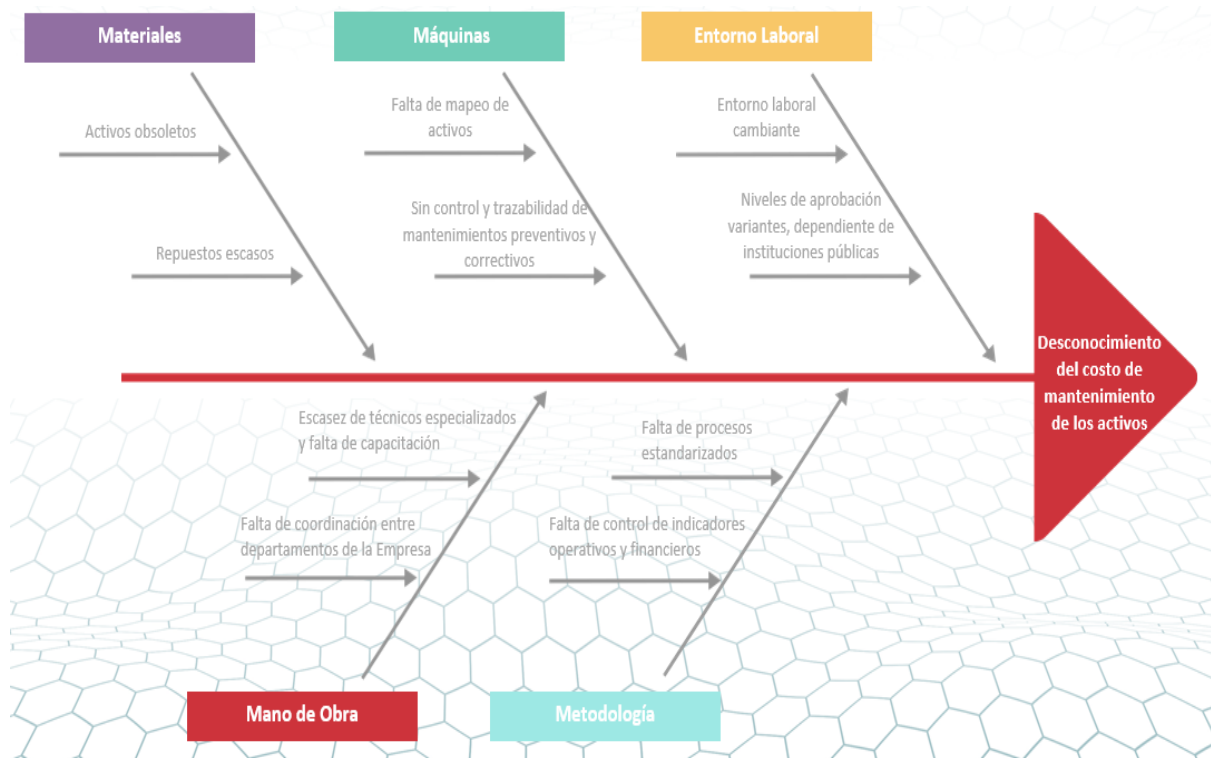 Materiales
Máquinas
Entorno Laboral
Activos obsoletos
Falta de mapeo de
activos
Entorno laboral
cambiante
Repuestos escasos
Sin control y trazabilidad de
mantenimientos preventivos y
correctivos
Niveles de aprobación
variantes, dependiente de
instituciones públicas
Desconocimiento
del costo de
mantenimiento
de los activos
Escasez de técnicos especializados
y falta de capacitación
Falta de procesos
estandarizados
Falta de coordinación entre
departamentos de la Empresa
Falta de control de indicadores
operativos y financieros
Mano de Obra
Metodología